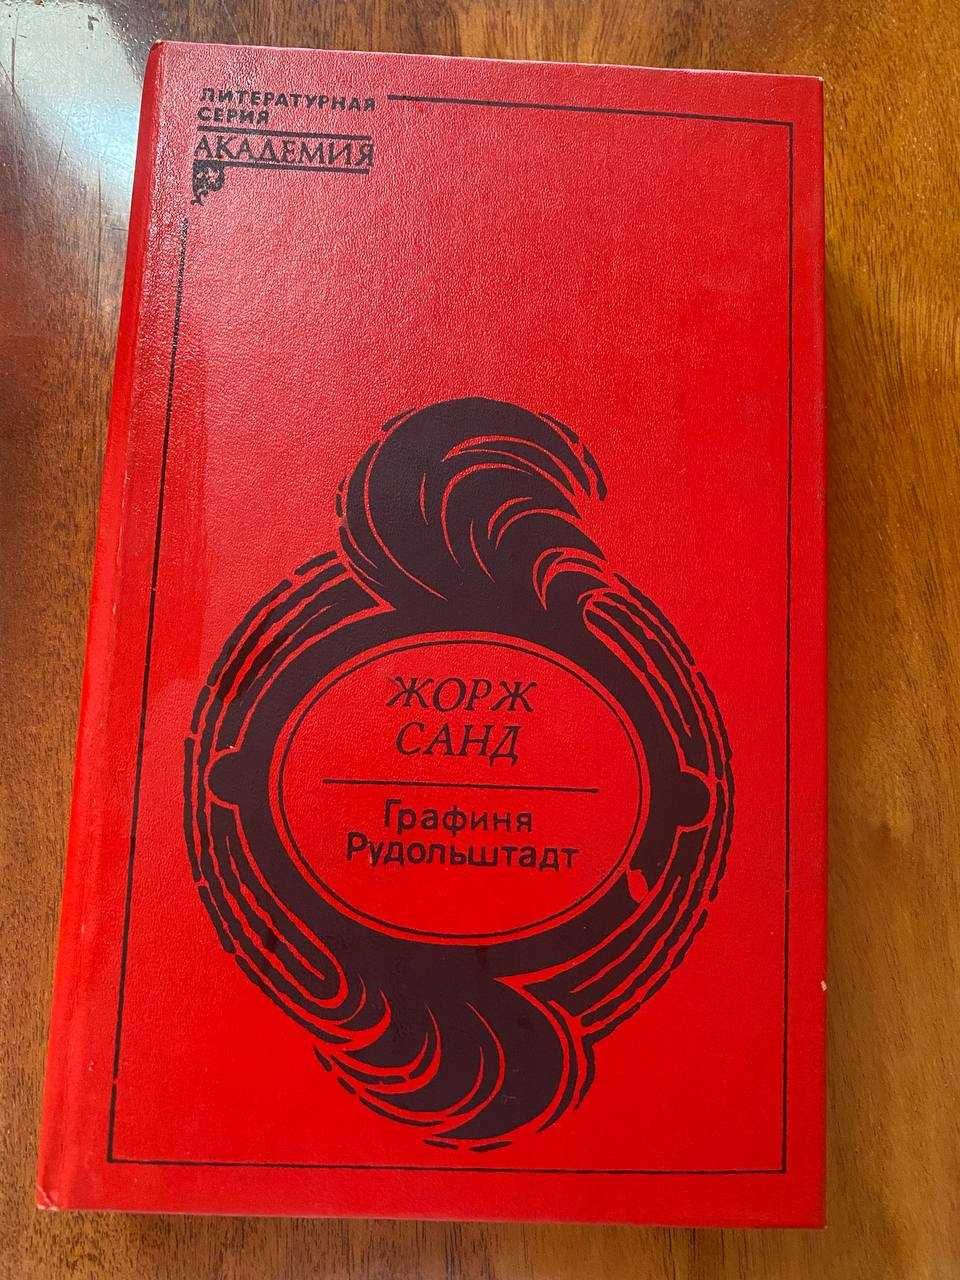 ЛИТЕРАТУРНАЯ
СЕРИЯ
АКАДЕМИЯ
ЖОРЖ
САНД
Графиня
Рудольштадт